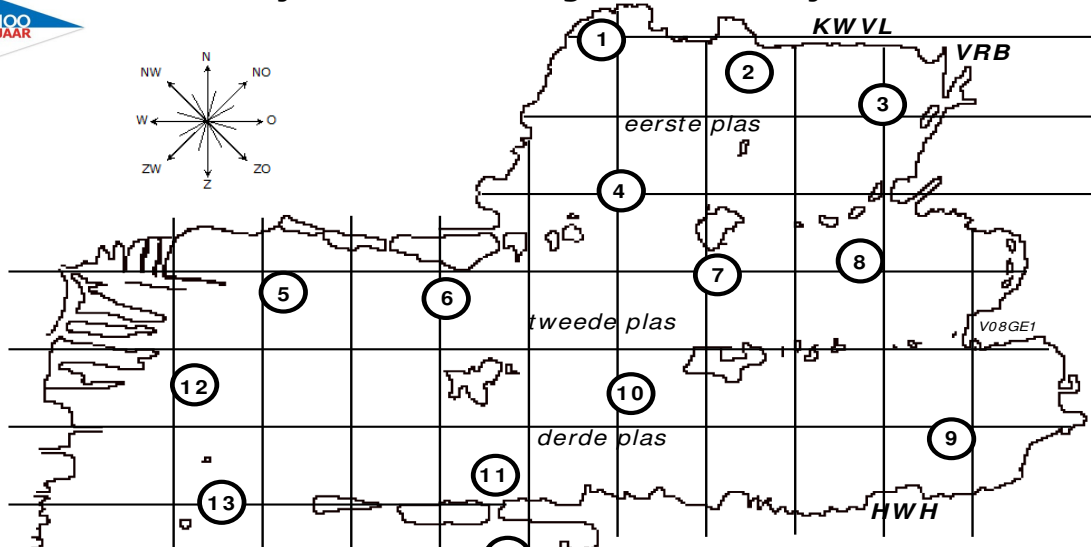 100
JAAR
KWVL
VRB
N
NW
NO
W
O
ZW
ZO
Z
1
2
3
eerste plas
4
5
6
7
8
tweede plas
V08GE1
12
10
derde plas
9
11
13
HWH